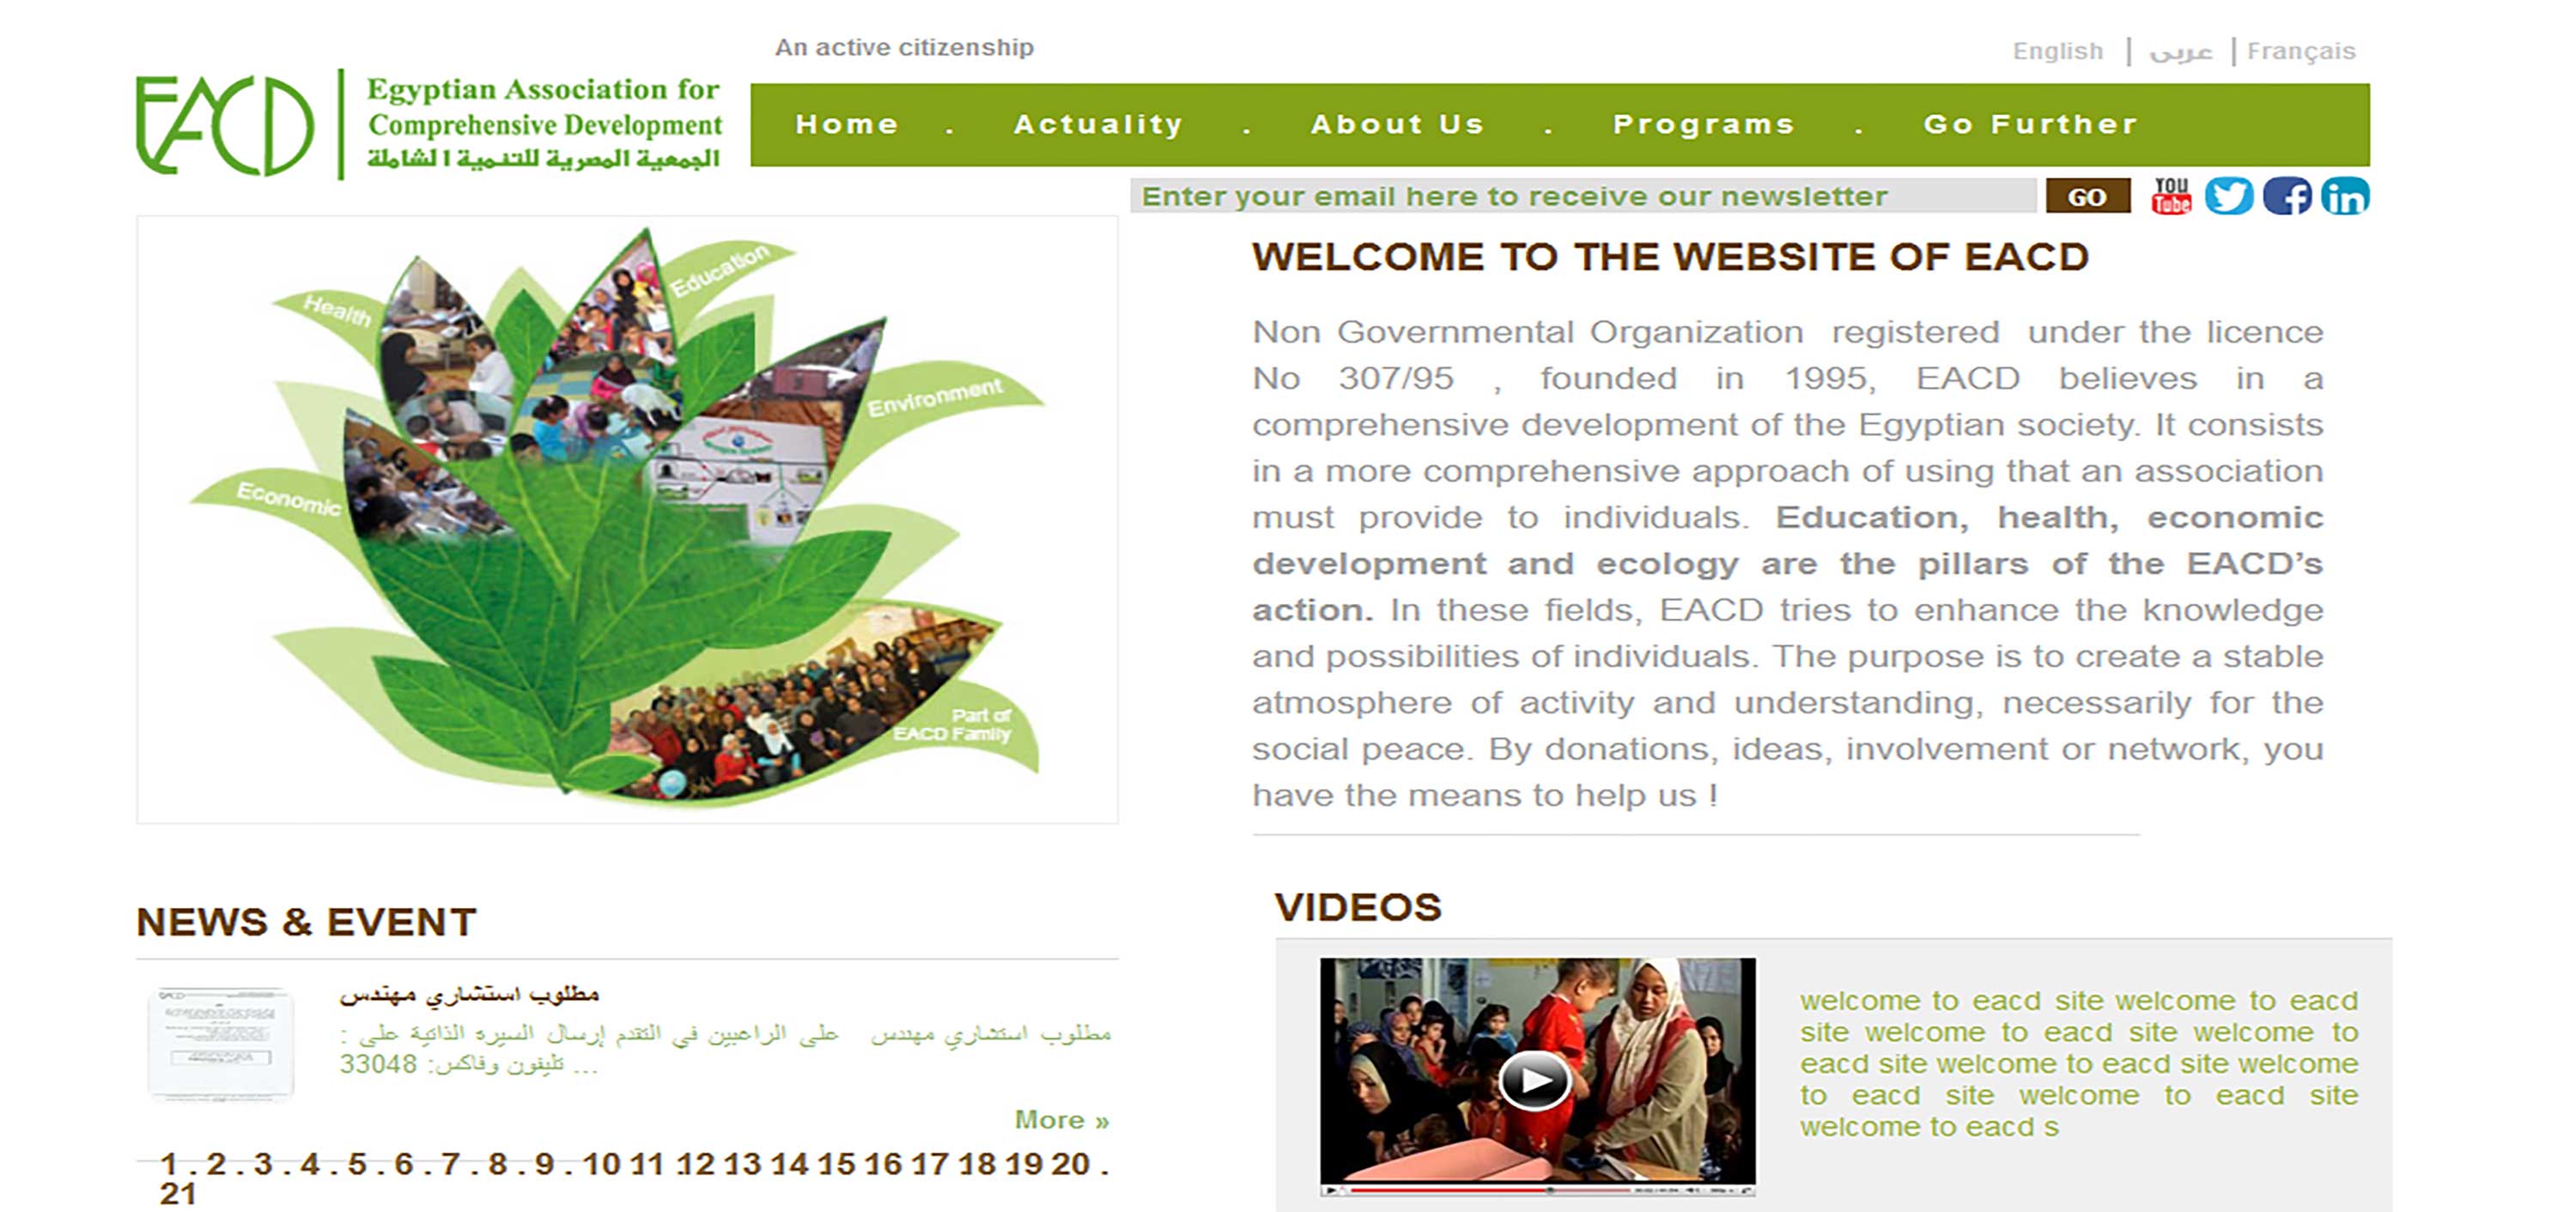 An active citizenship
English | عربى | Français
EACD
Egyptian Association for
Comprehensive Development
الجمعية المصرية للتنمية الشاملة
Home . Actuality . About Us . Programs . Go Further
Enter your email here to receive our newsletter GO You Tube in
Health
Education
Environment
Economic
Part of
EACD Family
WELCOME TO THE WEBSITE OF EACD
Non Governmental Organization registered under the licence
No 307/95 , founded in 1995, EACD believes in a
comprehensive development of the Egyptian society. It consists
in a more comprehensive approach of using that an association
must provide to individuals. Education, health, economic
development and ecology are the pillars of the EACD’s
action. In these fields, EACD tries to enhance the knowledge
and possibilities of individuals. The purpose is to create a stable
atmosphere of activity and understanding, necessarily for the
social peace. By donations, ideas, involvement or network, you
have the means to help us !
NEWS & EVENT
مطلوب استشاري مهندس
مطلوب استشاري مهندس على الراغبين في التقدم إرسال السيرة الذاتية على :
تليفون وفاكس: 33048 ...
More »
1 . 2 . 3 . 4 . 5 . 6 . 7 . 8 . 9 . 10 11 12 13 14 15 16 17 18 19 20 .
21
VIDEOS
welcome to eacd site welcome to eacd
site welcome to eacd site welcome to
eacd site welcome to eacd site welcome
to eacd site welcome to eacd site
welcome to eacd s